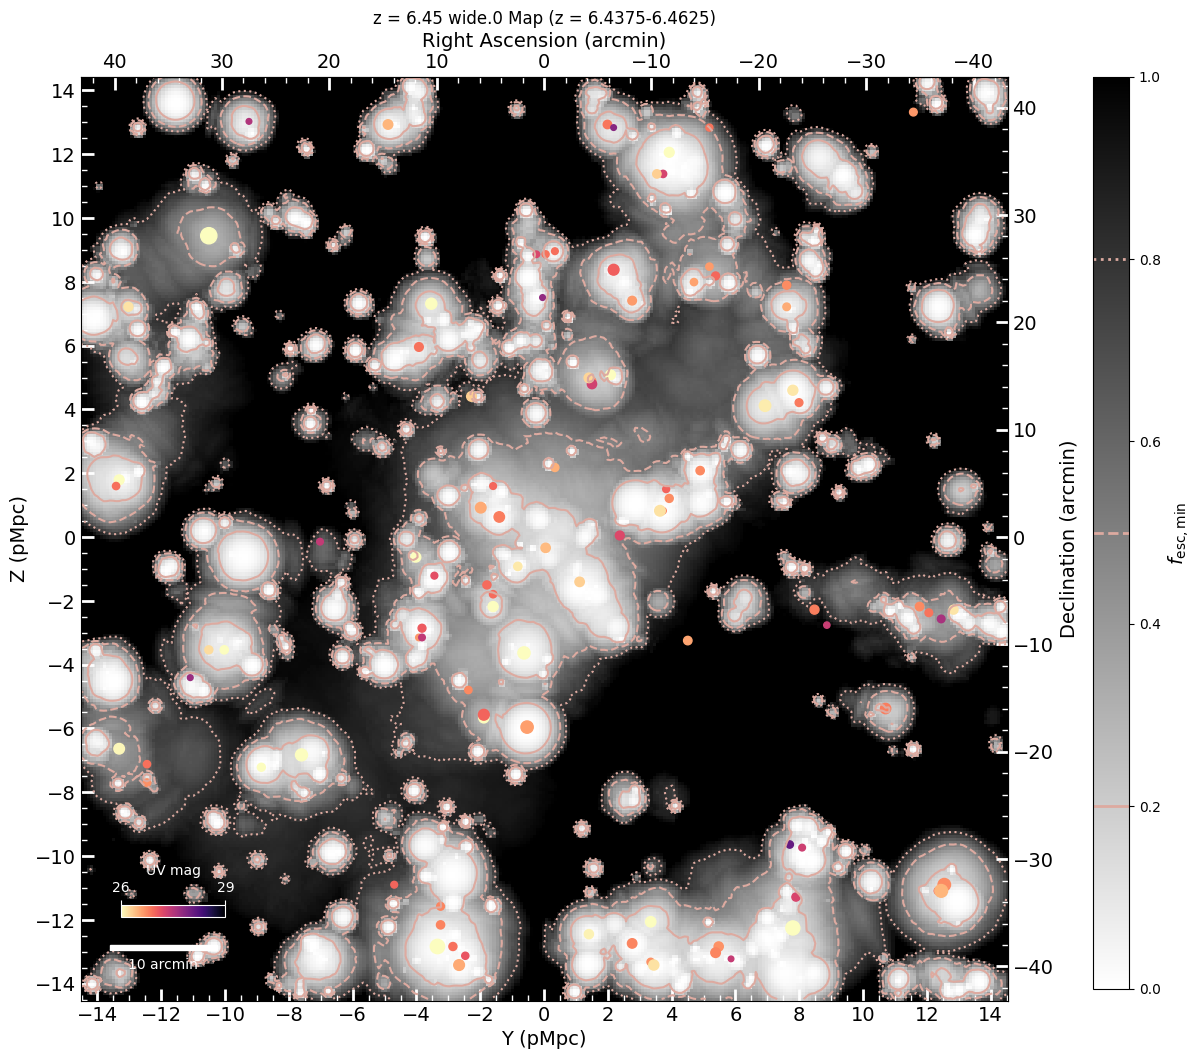 z = 6.45 wide.0 Map (z = 6.4375-6.4625)
Right Ascension (arcmin)
40 30 20 10 0 −10 −20 −30 −40
14 12 10 8 6 4 2 0 −2 −4 −6 −8 −10 −12 −14
Z (pMpc)
40 30 20 10 0 −10 −20 −30 −40
Declination (arcmin)
UV mag
26 29
10 arcmin
−14 −12 −10 −8 −6 −4 −2 0 2 4 6 8 10 12 14
Y (pMpc)
1.0
0.8
0.6
0.4
0.2
0.0
fesc,min